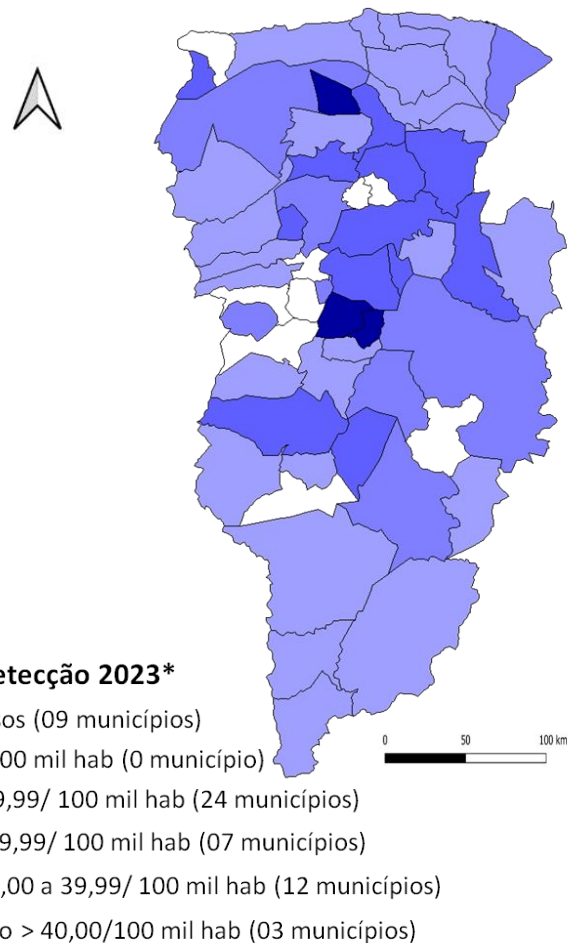 etecção 2023*
sos (09 municípios)
00 mil hab (0 município)
9,99/ 100 mil hab (24 municípios)
9,99/ 100 mil hab (07 municípios)
,00 a 39,99/ 100 mil hab (12 municípios)
o > 40,00/100 mil hab (03 municípios)
0 50 100 km